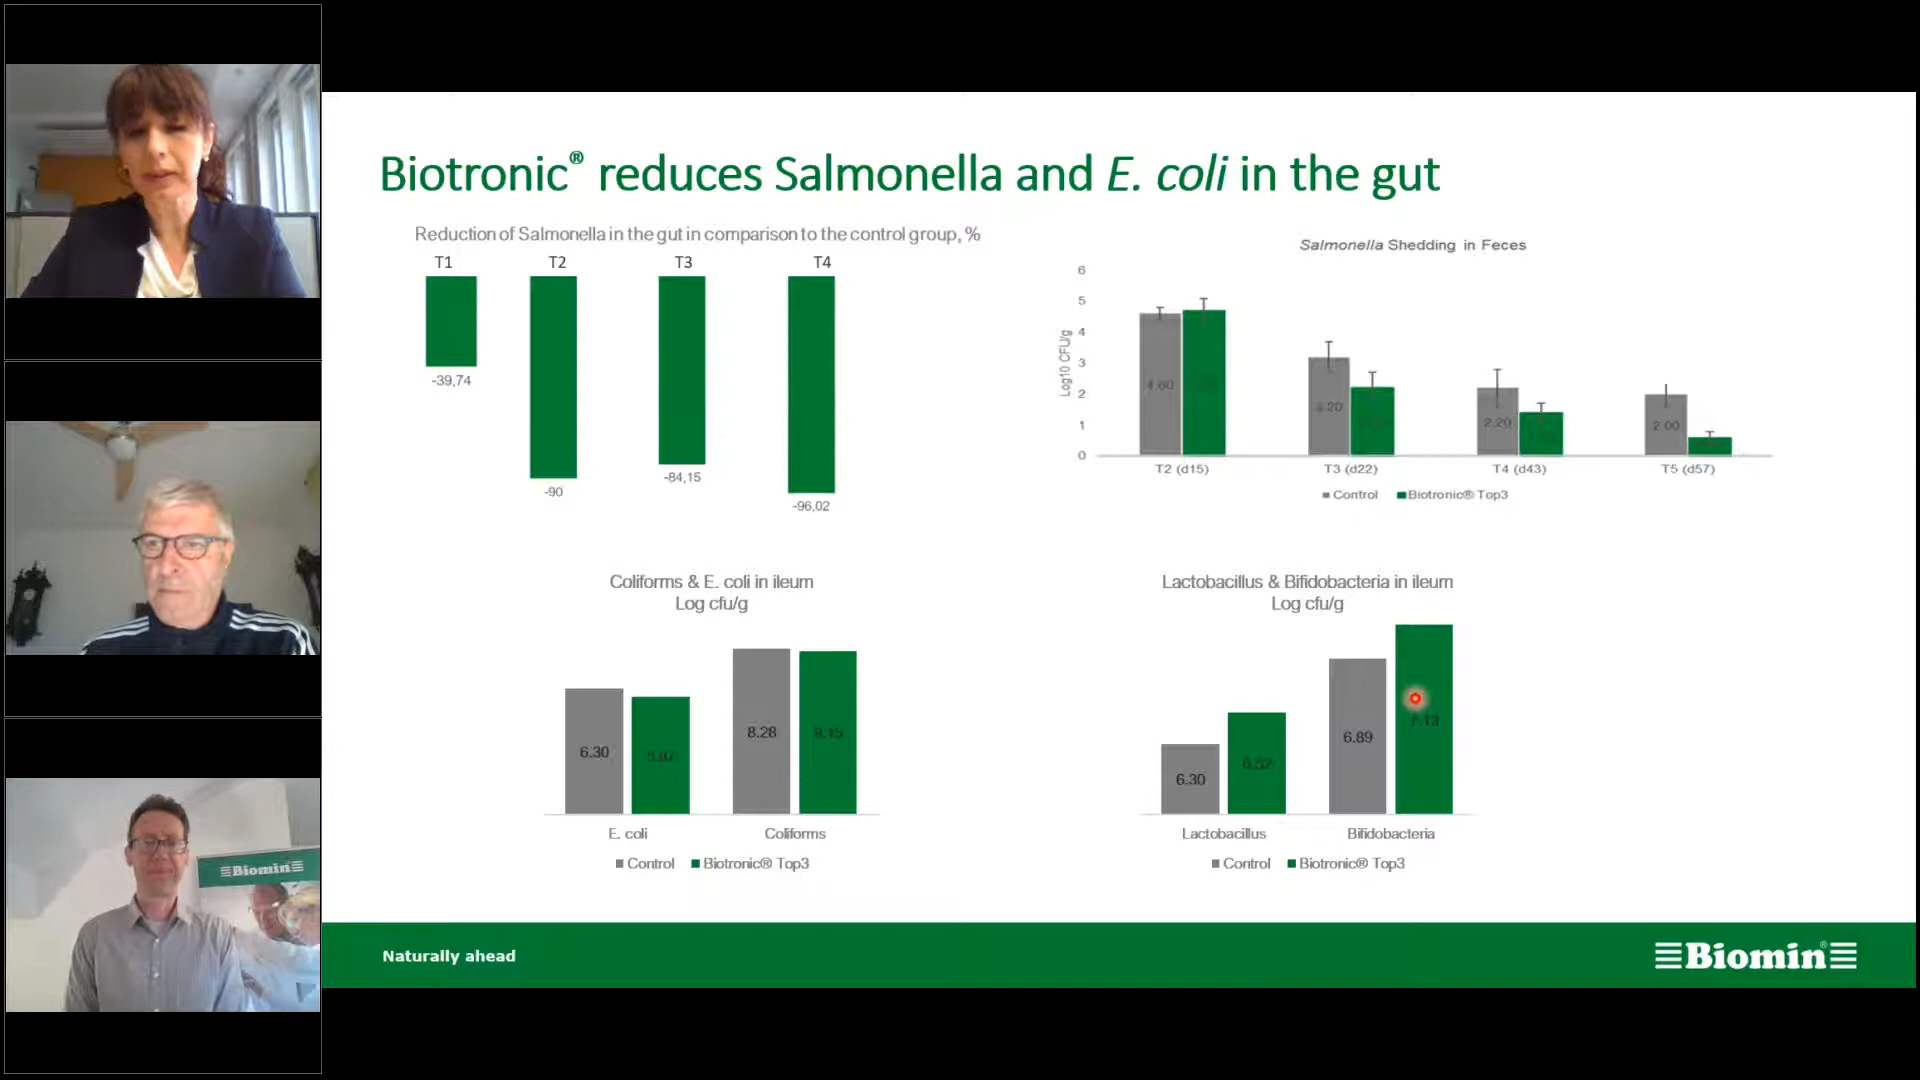 Biotronic® reduces Salmonella and E. coli in the gut
Reduction of Salmonella in the gut in comparison to the control group, %
T1 T2 T3 T4
-39,74
-90
-84,15
-96,02
Salmonella Shedding in Feces
Log10 CFU/g
6
5
4
3
2
1
0
4.60
2.20
2.00
T2 (d15) T3 (d22) T4 (d43) T5 (d57)
Control Biotronic® Top3
Coliforms & E. coli in ileum
Log cfu/g
6.30 8.28
E. coli Coliforms
Control Biotronic® Top3
Lactobacillus & Bifidobacteria in ileum
Log cfu/g
6.30 6.52 6.89 7.13
Lactobacillus Bifidobacteria
Control Biotronic® Top3
Biomin
Naturally ahead
Biomin®